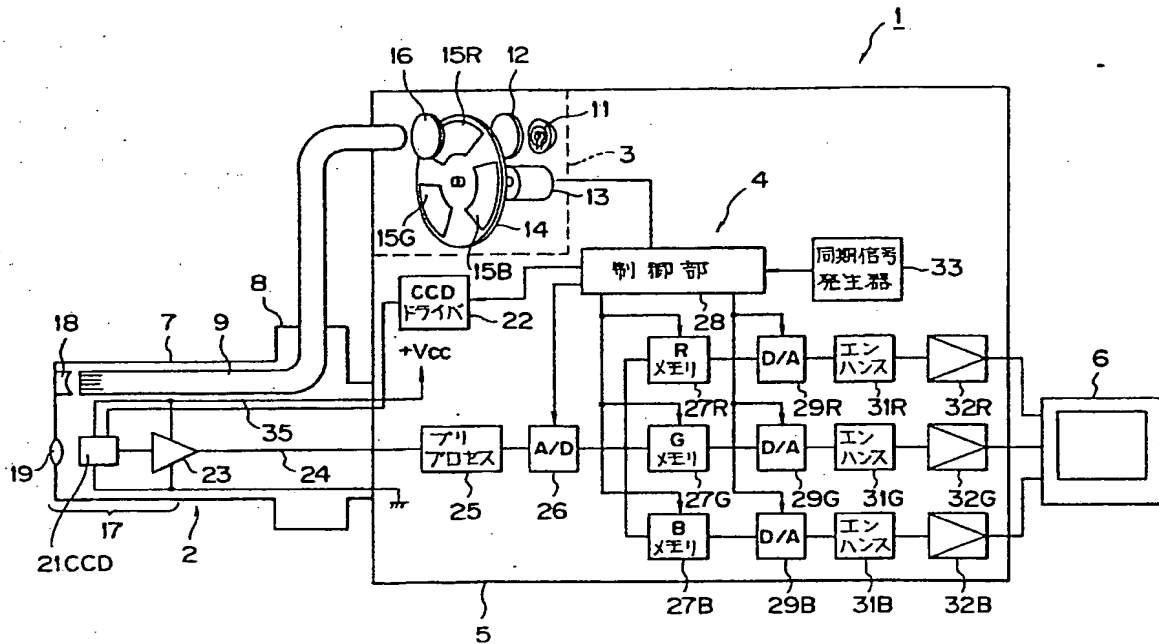 1
16
15R
12
11
3
13
4
15G
14
15B
制御部
28
同期信号
発生器
33
8
CCD
ドライバ
22
18
7
9
+Vcc
R
メモリ
27R
D/A
29R
エン
ハンス
31R
32R
6
35
19
23
24
プリ
プロセス
25
A/D
26
G
メモリ
27G
D/A
29G
エン
ハンス
31G
32G
17
2
21CCD
B
メモリ
27B
D/A
29B
エン
ハンス
31B
32B
5